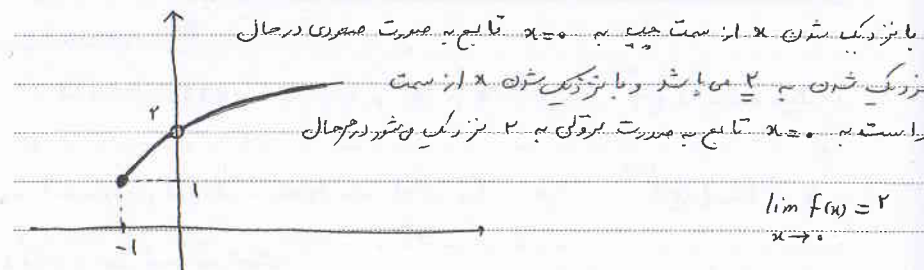 با نزدیک شدن x از سمت چپ به x=۰ تابع به صورت صعودی در حال
نزدیک شدن به ۲ می باشد و با نزدیک شدن x از سمت
راست به x=۰ تابع به صورت نزولی به ۲ نزدیک می شود در هر حال
lim f(x) = ۲
x→۰
۲
۱
-۱